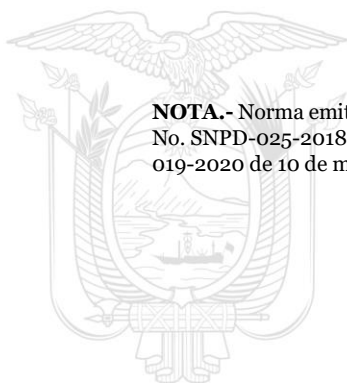 NOTA.- Norma emit
No. SNPD-025-2018
019-2020 de 10 de m